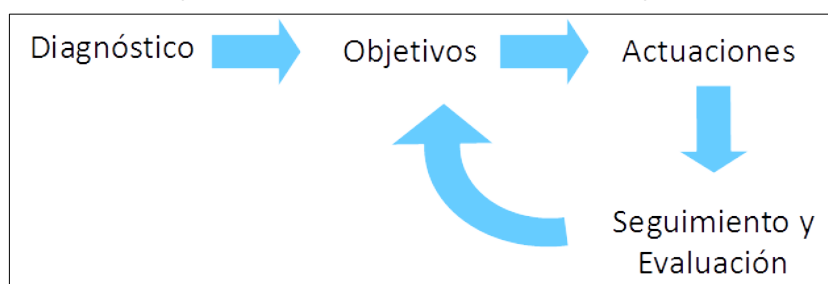 Diagnóstico
Objetivos
Actuaciones
Seguimiento y
Evaluación